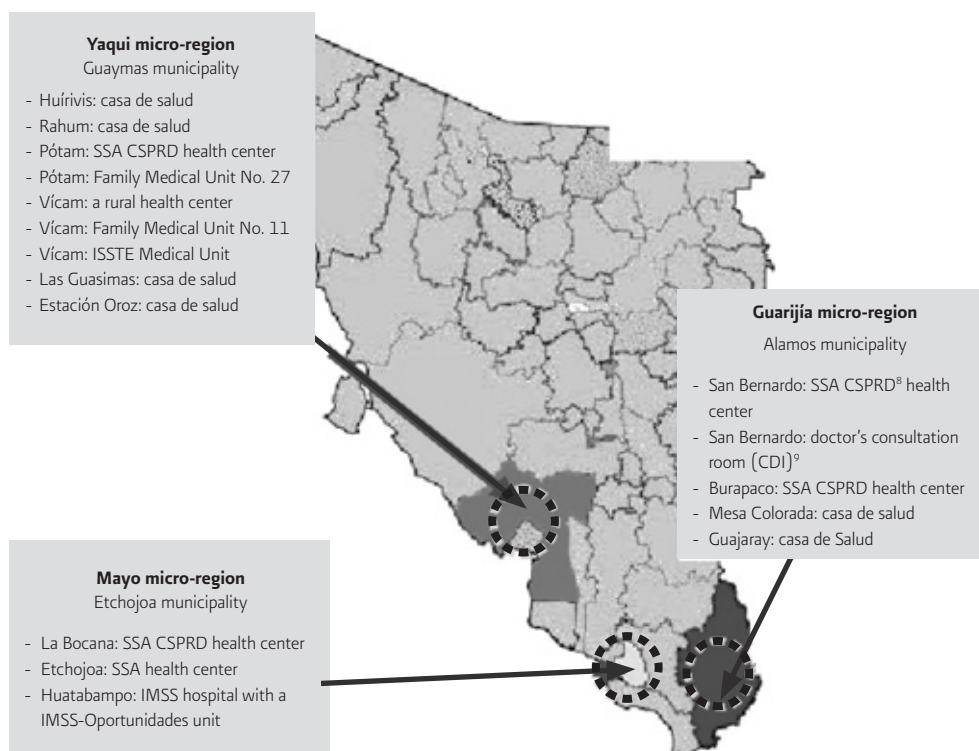 Yaqui micro-region
Guaymas municipality
- Huírivis: casa de salud
- Rahum: casa de salud
- Pótam: SSA CSPRD health center
- Pótam: Family Medical Unit No. 27
- Vícam: a rural health center
- Vícam: Family Medical Unit No. 11
- Vícam: ISSTE Medical Unit
- Las Guasimas: casa de salud
- Estación Oroz: casa de salud
Guarijía micro-region
Alamos municipality
- San Bernardo: SSA CSPRD⁸ health
center
- San Bernardo: doctor's consultation
room (CDI)⁹
- Burapaco: SSA CSPRD health center
- Mesa Colorada: casa de salud
- Guajaray: casa de Salud
Mayo micro-region
Etchojoa municipality
- La Bocana: SSA CSPRD health center
- Etchojoa: SSA health center
- Huatabampo: IMSS hospital with a
IMSS-Oportunidades unit